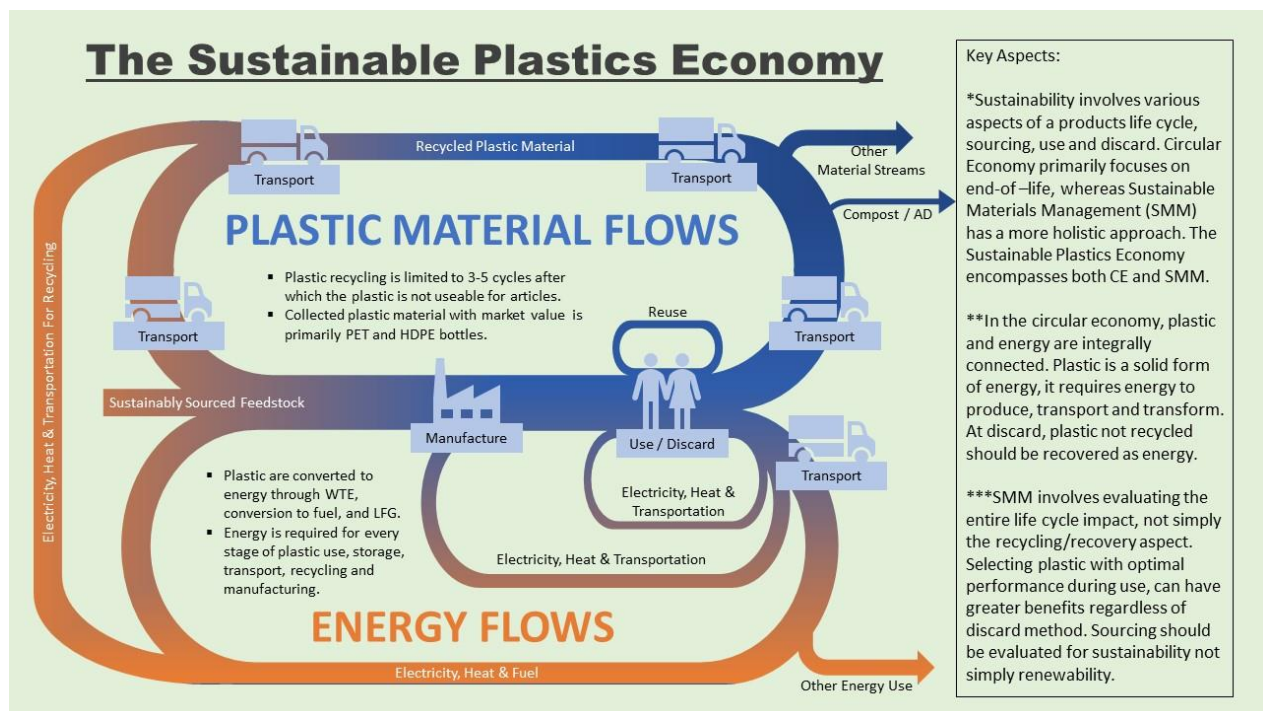 The Sustainable Plastics Economy
Recycled Plastic Material
Transport
Transport
Other
Material Streams
Compost / AD
PLASTIC MATERIAL FLOWS
▪ Plastic recycling is limited to 3-5 cycles after
which the plastic is not useable for articles.
▪ Collected plastic material with market value is
primarily PET and HDPE bottles.
Reuse
Transport
Transport
Electricity, Heat & Transportation For Recycling
Sustainably Sourced Feedstock
Manufacture
Use / Discard
Transport
▪ Plastic are converted to
energy through WTE,
conversion to fuel, and LFG.
▪ Energy is required for every
stage of plastic use, storage,
transport, recycling and
manufacturing.
Electricity, Heat &
Transportation
Electricity, Heat & Transportation
ENERGY FLOWS
Electricity, Heat & Fuel
Other Energy Use
Key Aspects:
*Sustainability involves various
aspects of a products life cycle,
sourcing, use and discard. Circular
Economy primarily focuses on
end-of –life, whereas Sustainable
Materials Management (SMM)
has a more holistic approach. The
Sustainable Plastics Economy
encompasses both CE and SMM.
**In the circular economy, plastic
and energy are integrally
connected. Plastic is a solid form
of energy, it requires energy to
produce, transport and transform.
At discard, plastic not recycled
should be recovered as energy.
***SMM involves evaluating the
entire life cycle impact, not simply
the recycling/recovery aspect.
Selecting plastic with optimal
performance during use, can have
greater benefits regardless of
discard method. Sourcing should
be evaluated for sustainability not
simply renewability.